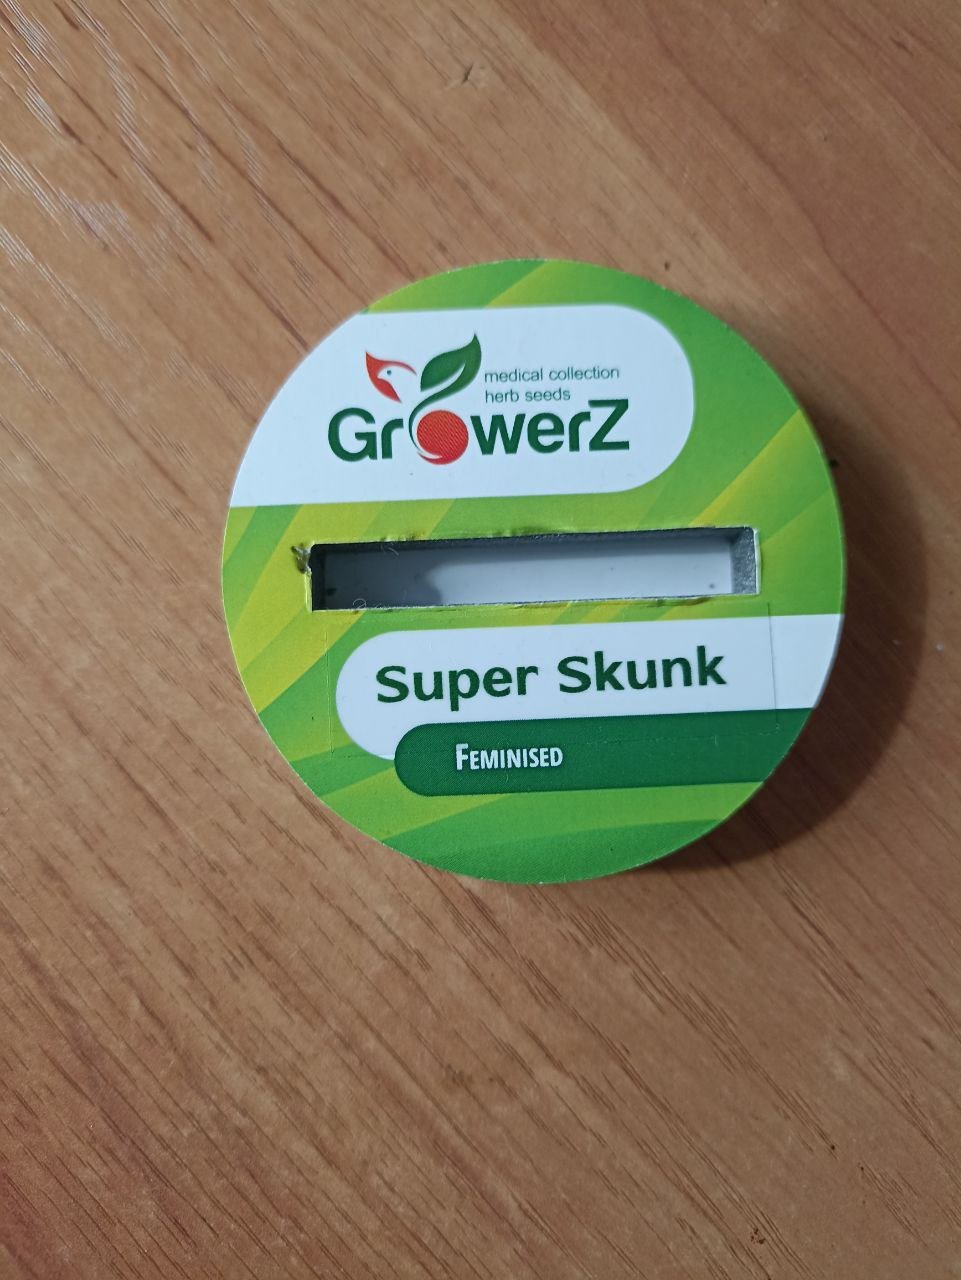 medical collection
herb seeds
GrowerZ
Super Skunk
Feminised